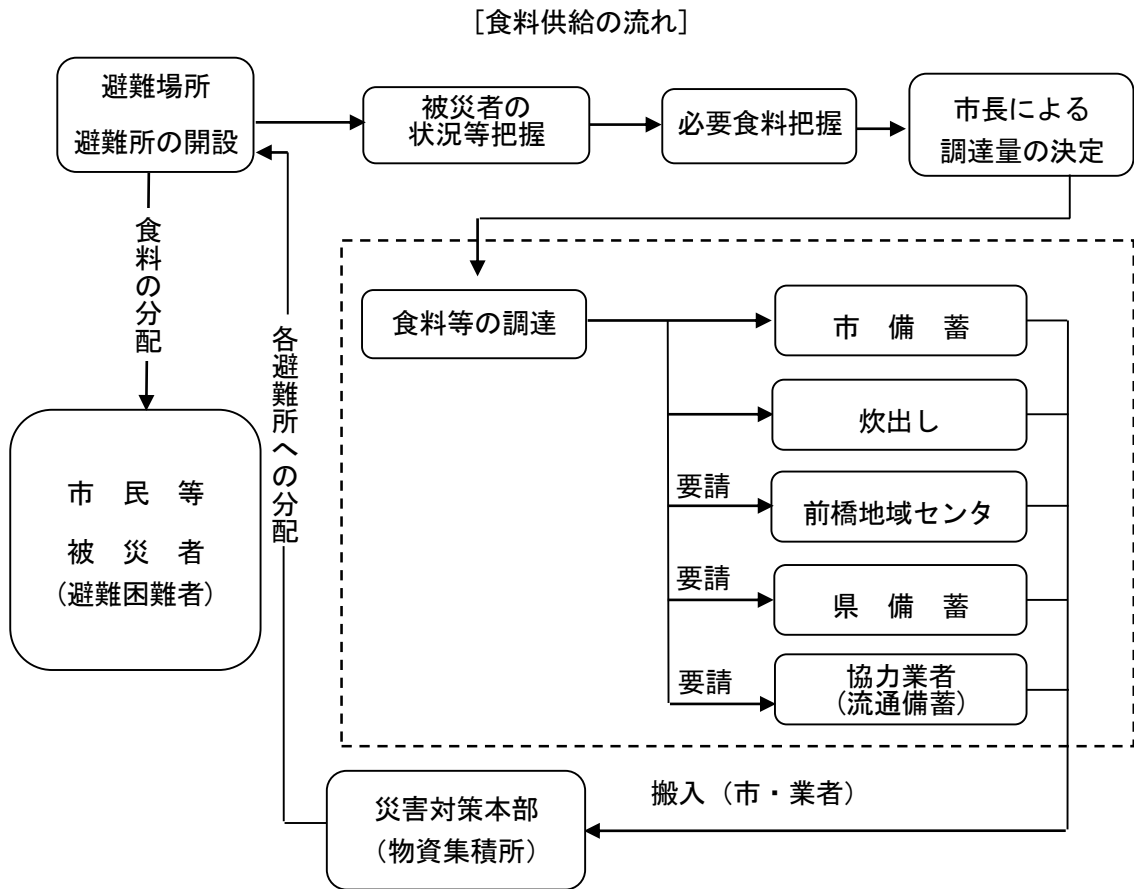 ［食料供給の流れ］
避難場所
避難所の開設
被災者の
状況等把握
必要食料把握
市長による
調達量の決定
食料の分配
各避難所への分配
食料等の調達
市　備　蓄
炊出し
要請
前橋地域センタ
要請
県　備　蓄
要請
協力業者
（流通備蓄）
市　民　等
被　災　者
（避難困難者）
搬入（市・業者）
災害対策本部
（物資集積所）